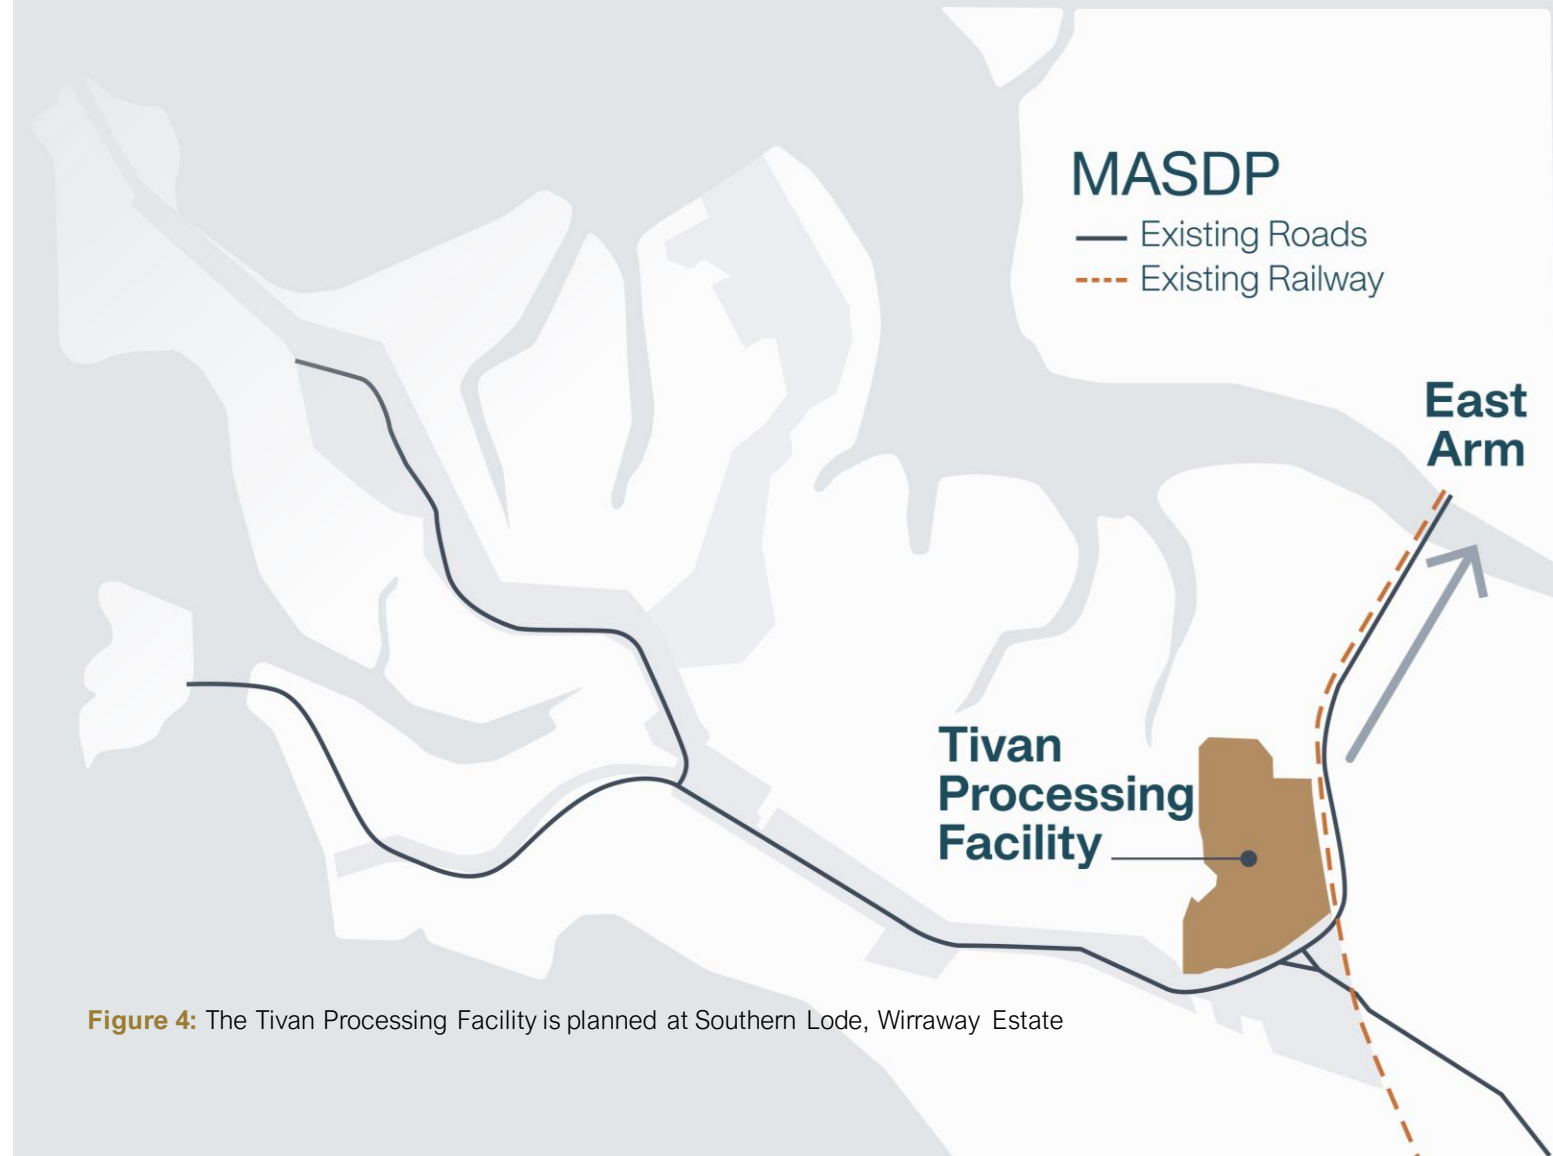 MASDP
Existing Roads
Existing Railway
East
Arm
Tivan
Processing
Facility
Figure 4: The Tivan Processing Facility is planned at Southern Lode, Wirraway Estate